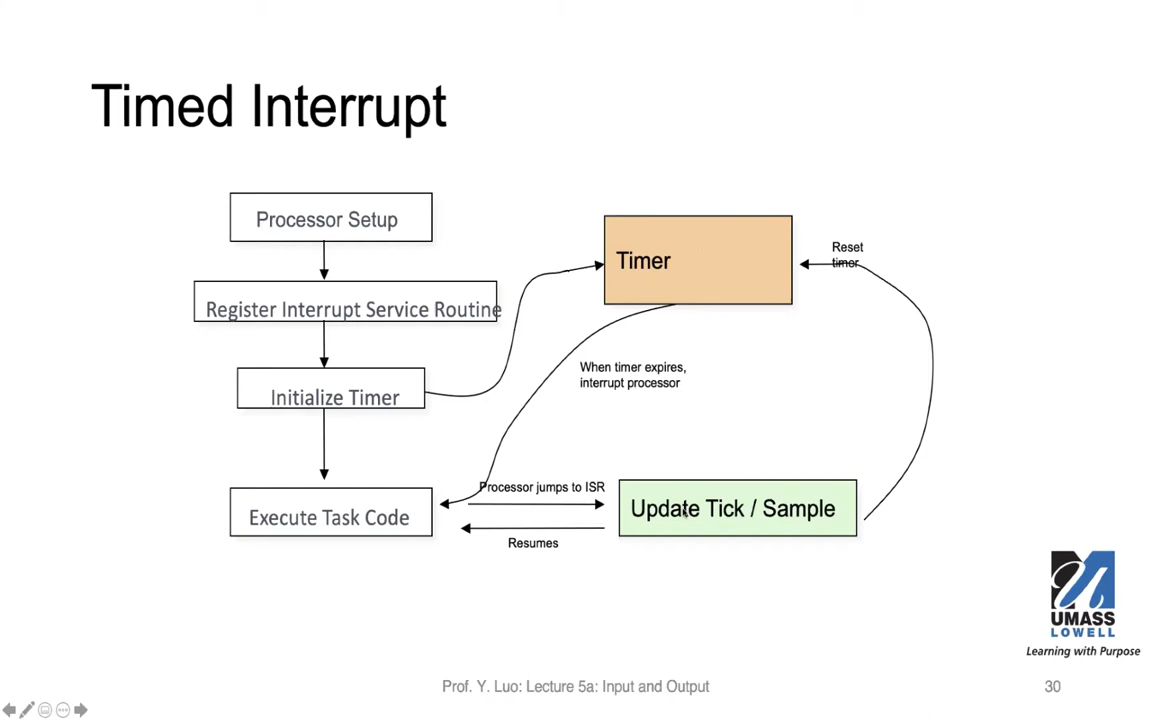 Timed Interrupt
Processor Setup
Register Interrupt Service Routine
Initialize Timer
Execute Task Code
Timer
Reset
timer
When timer expires,
interrupt processor
Processor jumps to ISR
Resumes
Update Tick / Sample
UMASS
LOWELL
Learning with Purpose
Prof. Y. Luo: Lecture 5a: Input and Output
30